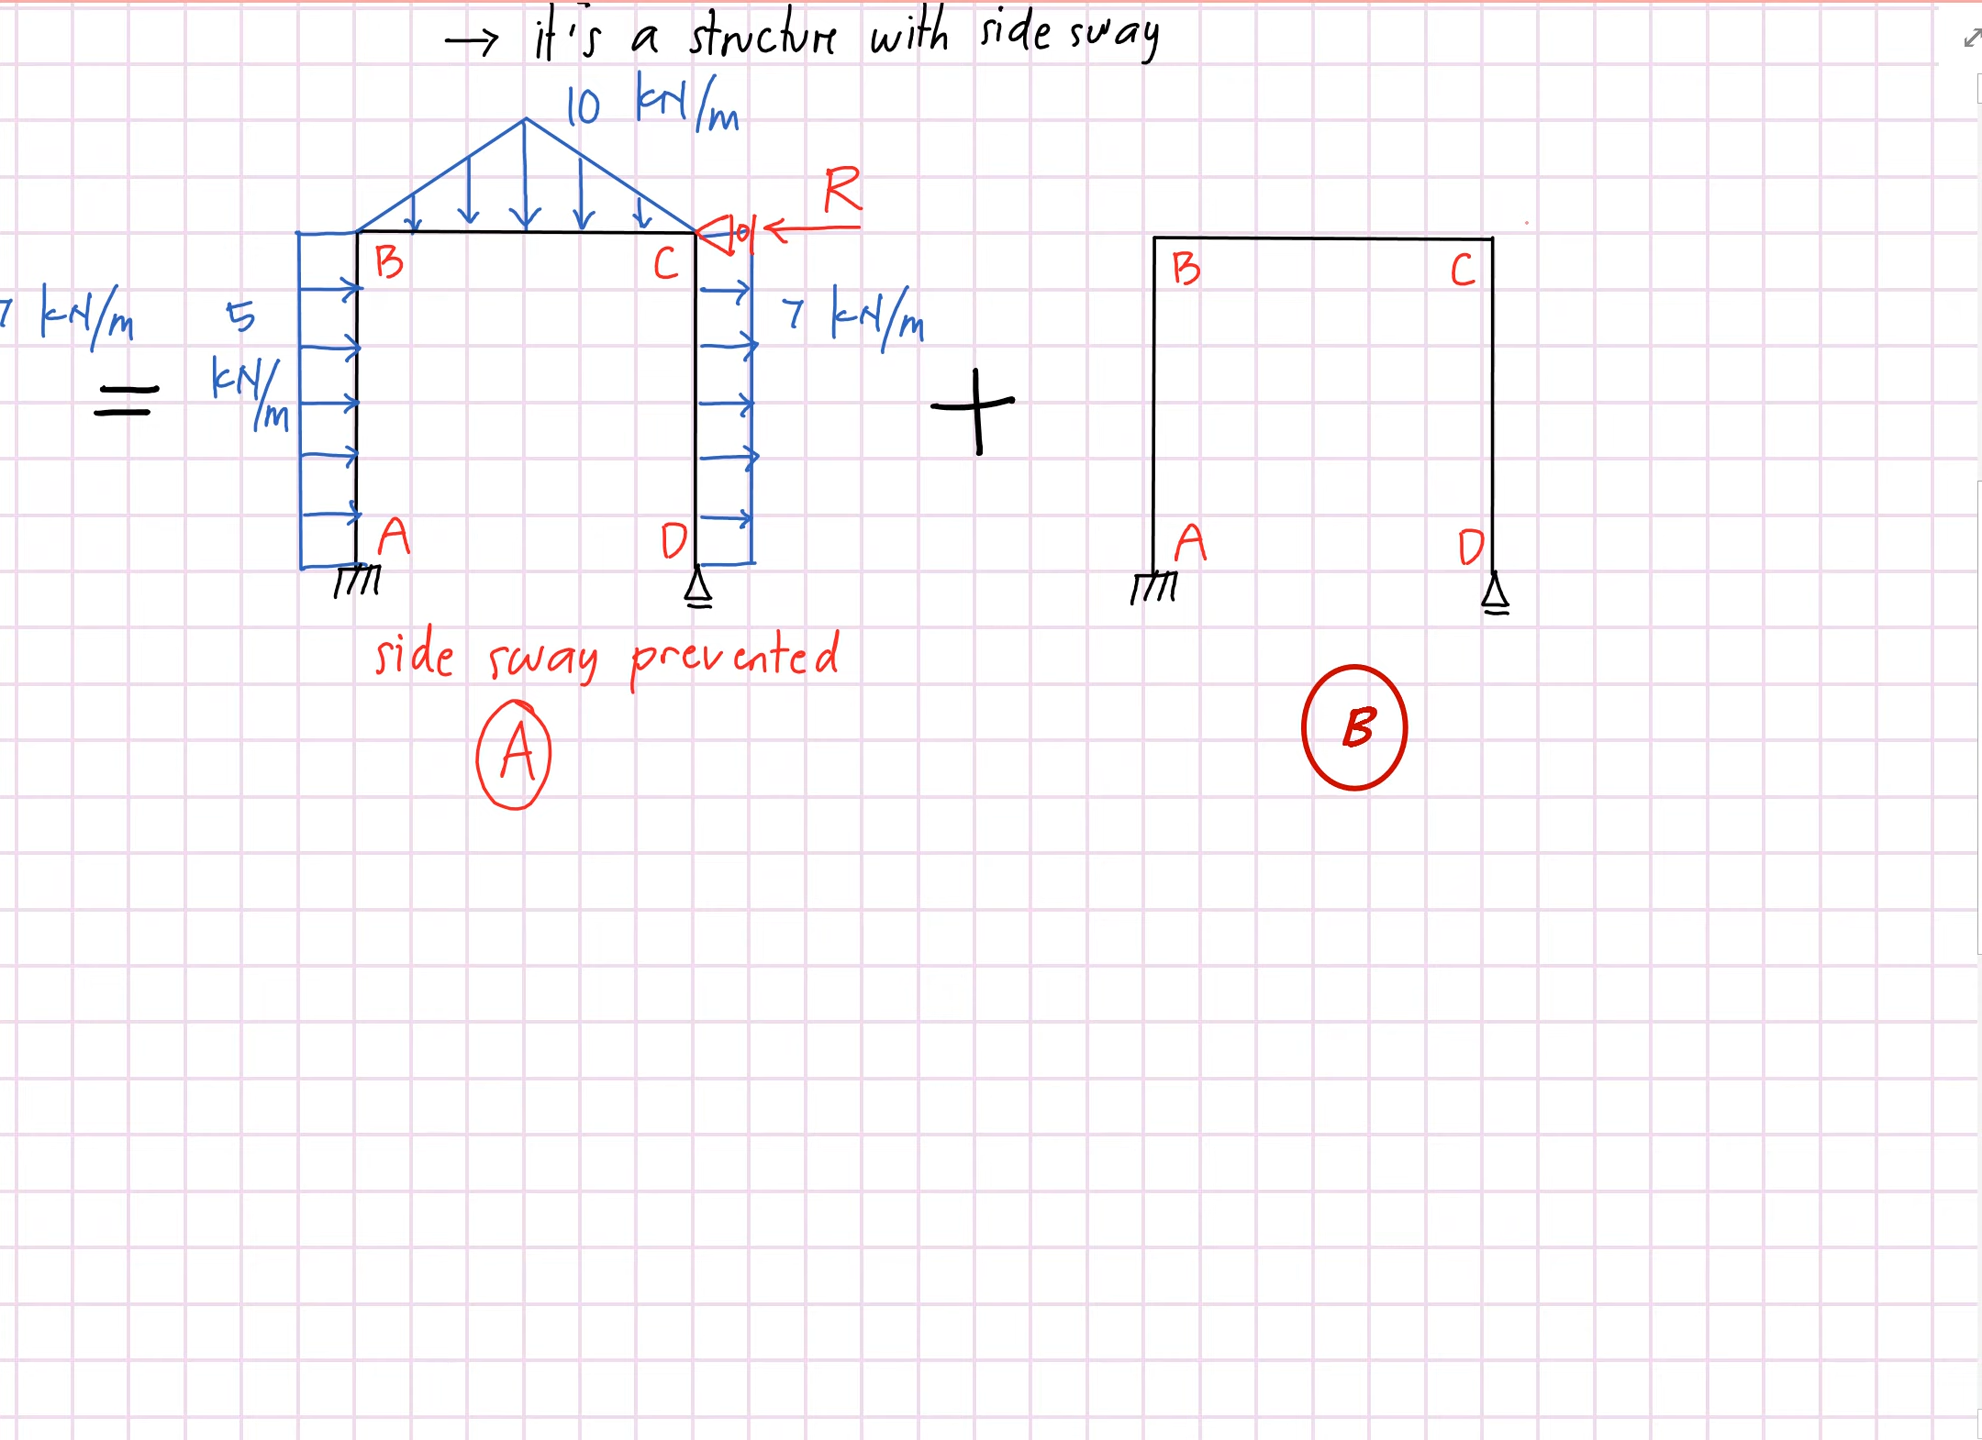 → it's a structure with side sway
10 kN/m
R
B C
B C
7 kN/m 5 kN/m
7 kN/m
= +
A D
A D
side sway prevented
A
B